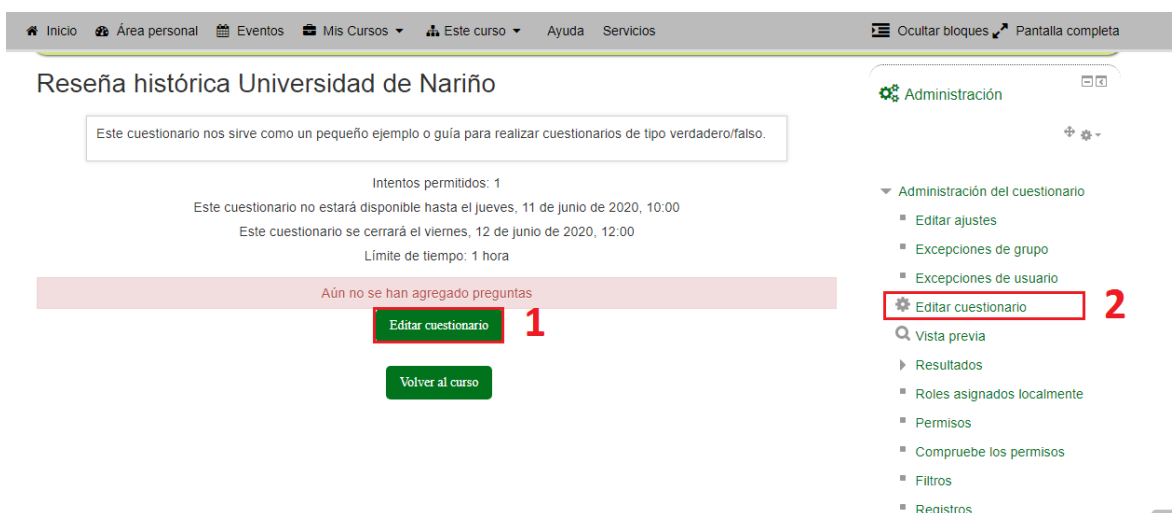 Inicio Área personal Eventos Mis Cursos Este curso Ayuda Servicios Ocultar bloques Pantalla completa
Reseña histórica Universidad de Nariño
Este cuestionario nos sirve como un pequeño ejemplo o guía para realizar cuestionarios de tipo verdadero/falso.
Intentos permitidos: 1
Este cuestionario no estará disponible hasta el jueves, 11 de junio de 2020, 10:00
Este cuestionario se cerrará el viernes, 12 de junio de 2020, 12:00
Límite de tiempo: 1 hora
Aún no se han agregado preguntas
Editar cuestionario 1
Volver al curso
Administración
Administración del cuestionario
Editar ajustes
Excepciones de grupo
Excepciones de usuario
Editar cuestionario 2
Vista previa
Resultados
Roles asignados localmente
Permisos
Compruebe los permisos
Filtros
Registros